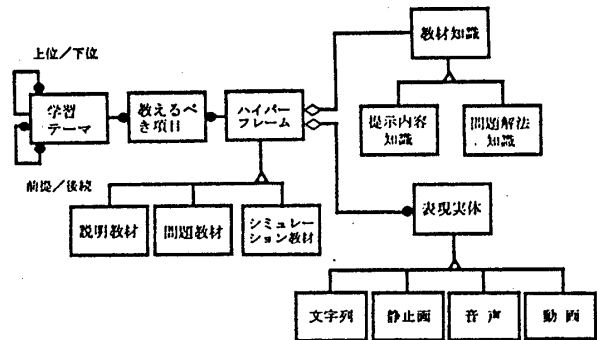 上位/下位
学習
テーマ
教えるべ
き項目
ハイパー
フレーム
教材知識
提示内容
知識
問題解法
知識
前提/後続
説明教材
問題教材
シミュレー
ション教材
表現実体
文字列
静止画
音声
動画